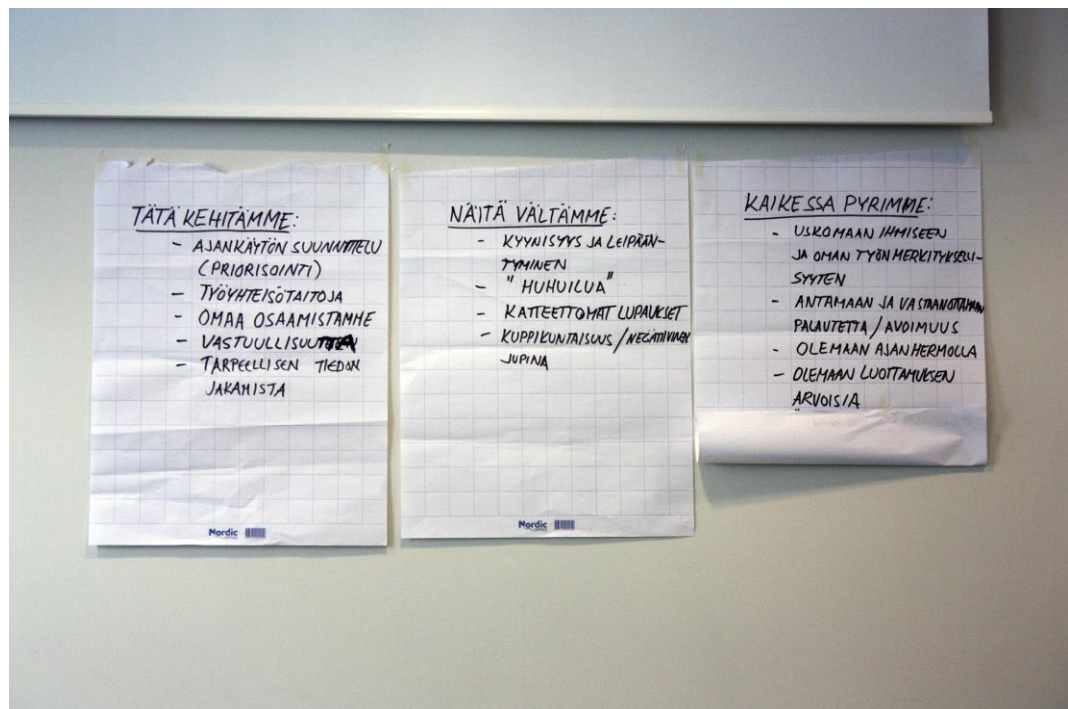 TÄTÄ KEHITÄMME:
- AJANKÄYTÖN SUUNNITTELU
(PRIORISOINTI)
- TYÖYHTEISÖTAITOJA
- OMAA OSAAMISTAMME
- VASTUULLISUUTTA
- TARPEELLISEN TIEDON
JAKAMISTA
Nordic
NÄITÄ VÄLTÄMME:
- KYYNISYYS JA LEIPÄÄN-
TYMINEN
- "HUHUILUA"
- KATTEETTOMAT LUPAUKSET
- KUPPIKUNTAISUUS / NEGATIIVINEN
JUPINA
Nordic
KAIKESSA PYRIMME:
- USKOMAAN IHMISEEN
JA OMAN TYÖN MERKITYKSELLI-
SYYTEN
- ANTAMAAN JA VASTAANOTTAMAAN
PALAUTETTA / AVOIMUUS
- OLEMAAN AJAN HERMOLLA
- OLEMAAN LUOTTAMUKSEN
ARVOISIA